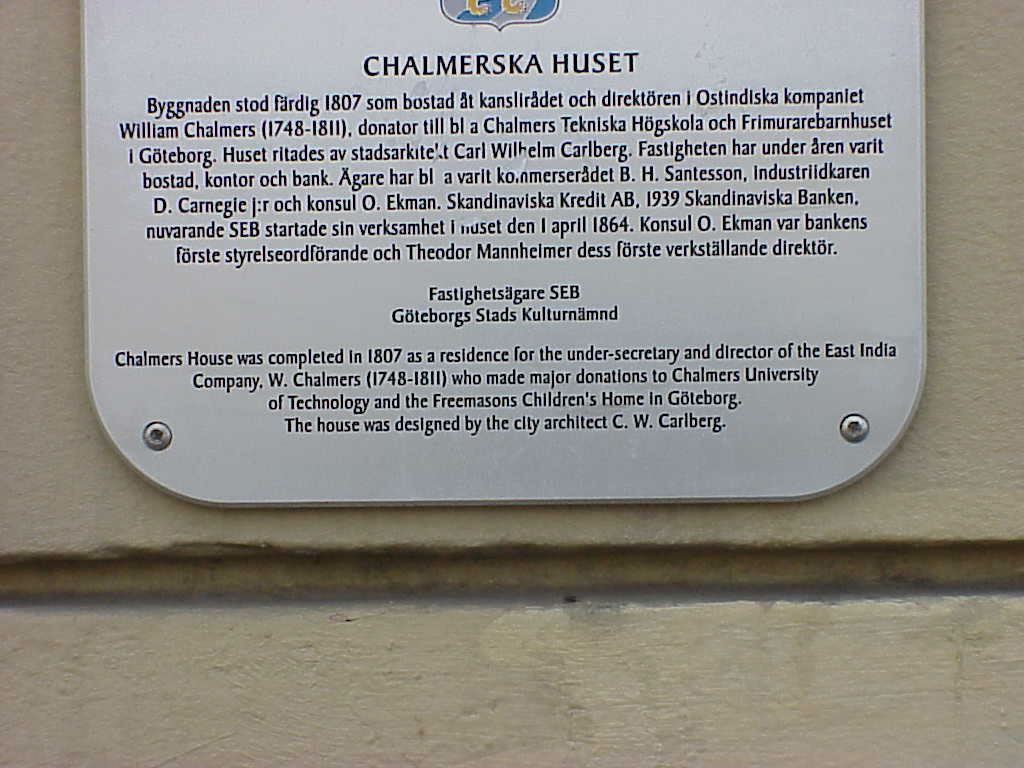 CHALMERSKA HUSET
Byggnaden stod färdig 1807 som bostad åt kanslirådet och direktören i Ostindiska kompaniet
William Chalmers (1748-1811), donator till bl a Chalmers Tekniska Högskola och Frimurarebarnhuset
i Göteborg. Huset ritades av stadsarkitekt Carl Wilhelm Carlberg. Fastigheten har under åren varit
bostad, kontor och bank. Ägare har bl a varit kommerserådet B. H. Santesson, industriidkaren
D. Carnegie j:r och konsul O. Ekman. Skandinaviska Kredit AB, 1939 Skandinaviska Banken,
nuvarande SEB startade sin verksamhet i huset den 1 april 1864. Konsul O. Ekman var bankens
förste styrelseordförande och Theodor Mannheimer dess förste verkställande direktör.
Fastighetsägare SEB
Göteborgs Stads Kulturnämnd
Chalmers House was completed in 1807 as a residence for the under-secretary and director of the East India
Company, W. Chalmers (1748-1811) who made major donations to Chalmers University
of Technology and the Freemasons Children's Home in Göteborg.
The house was designed by the city architect C. W. Carlberg.